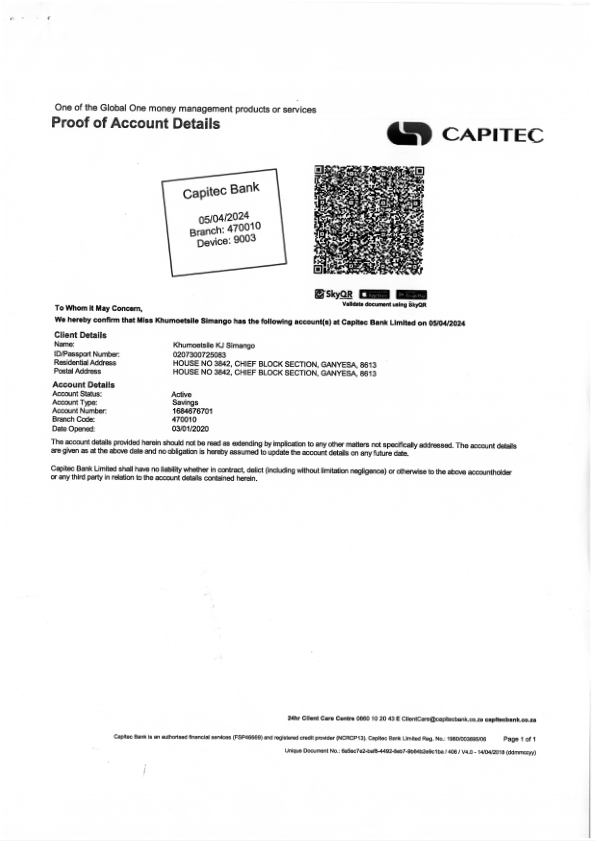 One of the Global One money management products or services
Proof of Account Details
CAPITEC
Capitec Bank
05/04/2024
Branch: 470010
Device: 9003
SkyQR
Validate document using SkyQR
To Whom It May Concern,
We hereby confirm that Miss Khumoetsile Simango has the following account(s) at Capitec Bank Limited on 05/04/2024
Client Details
Name: Khumoetsile KJ Simango
ID/Passport Number: 0207300725083
Residential Address HOUSE NO 3842, CHIEF BLOCK SECTION, GANYESA, 8613
Postal Address HOUSE NO 3842, CHIEF BLOCK SECTION, GANYESA, 8613
Account Details
Account Status: Active
Account Type: Savings
Account Number: 1684676701
Branch Code: 470010
Date Opened: 03/01/2020
The account details provided herein should not be read as extending by implication to any other matters not specifically addressed. The account details
are given as at the above date and no obligation is hereby assumed to update the account details on any future date.
Capitec Bank Limited shall have no liability whether in contract, delict (including without limitation negligence) or otherwise to the above accountholder
or any third party in relation to the account details contained herein.
24hr Client Care Centre 0860 10 20 43 E ClientCare@capitecbank.co.za capitecbank.co.za
Capitec Bank is an authorised financial services (FSP46669) and registered credit provider (NCRCP13). Capitec Bank Limited Reg. No.: 1980/003695/06 Page 1 of 1
Unique Document No.: / 406 / V4.0 - 14/04/2018 (ddmmccyy)